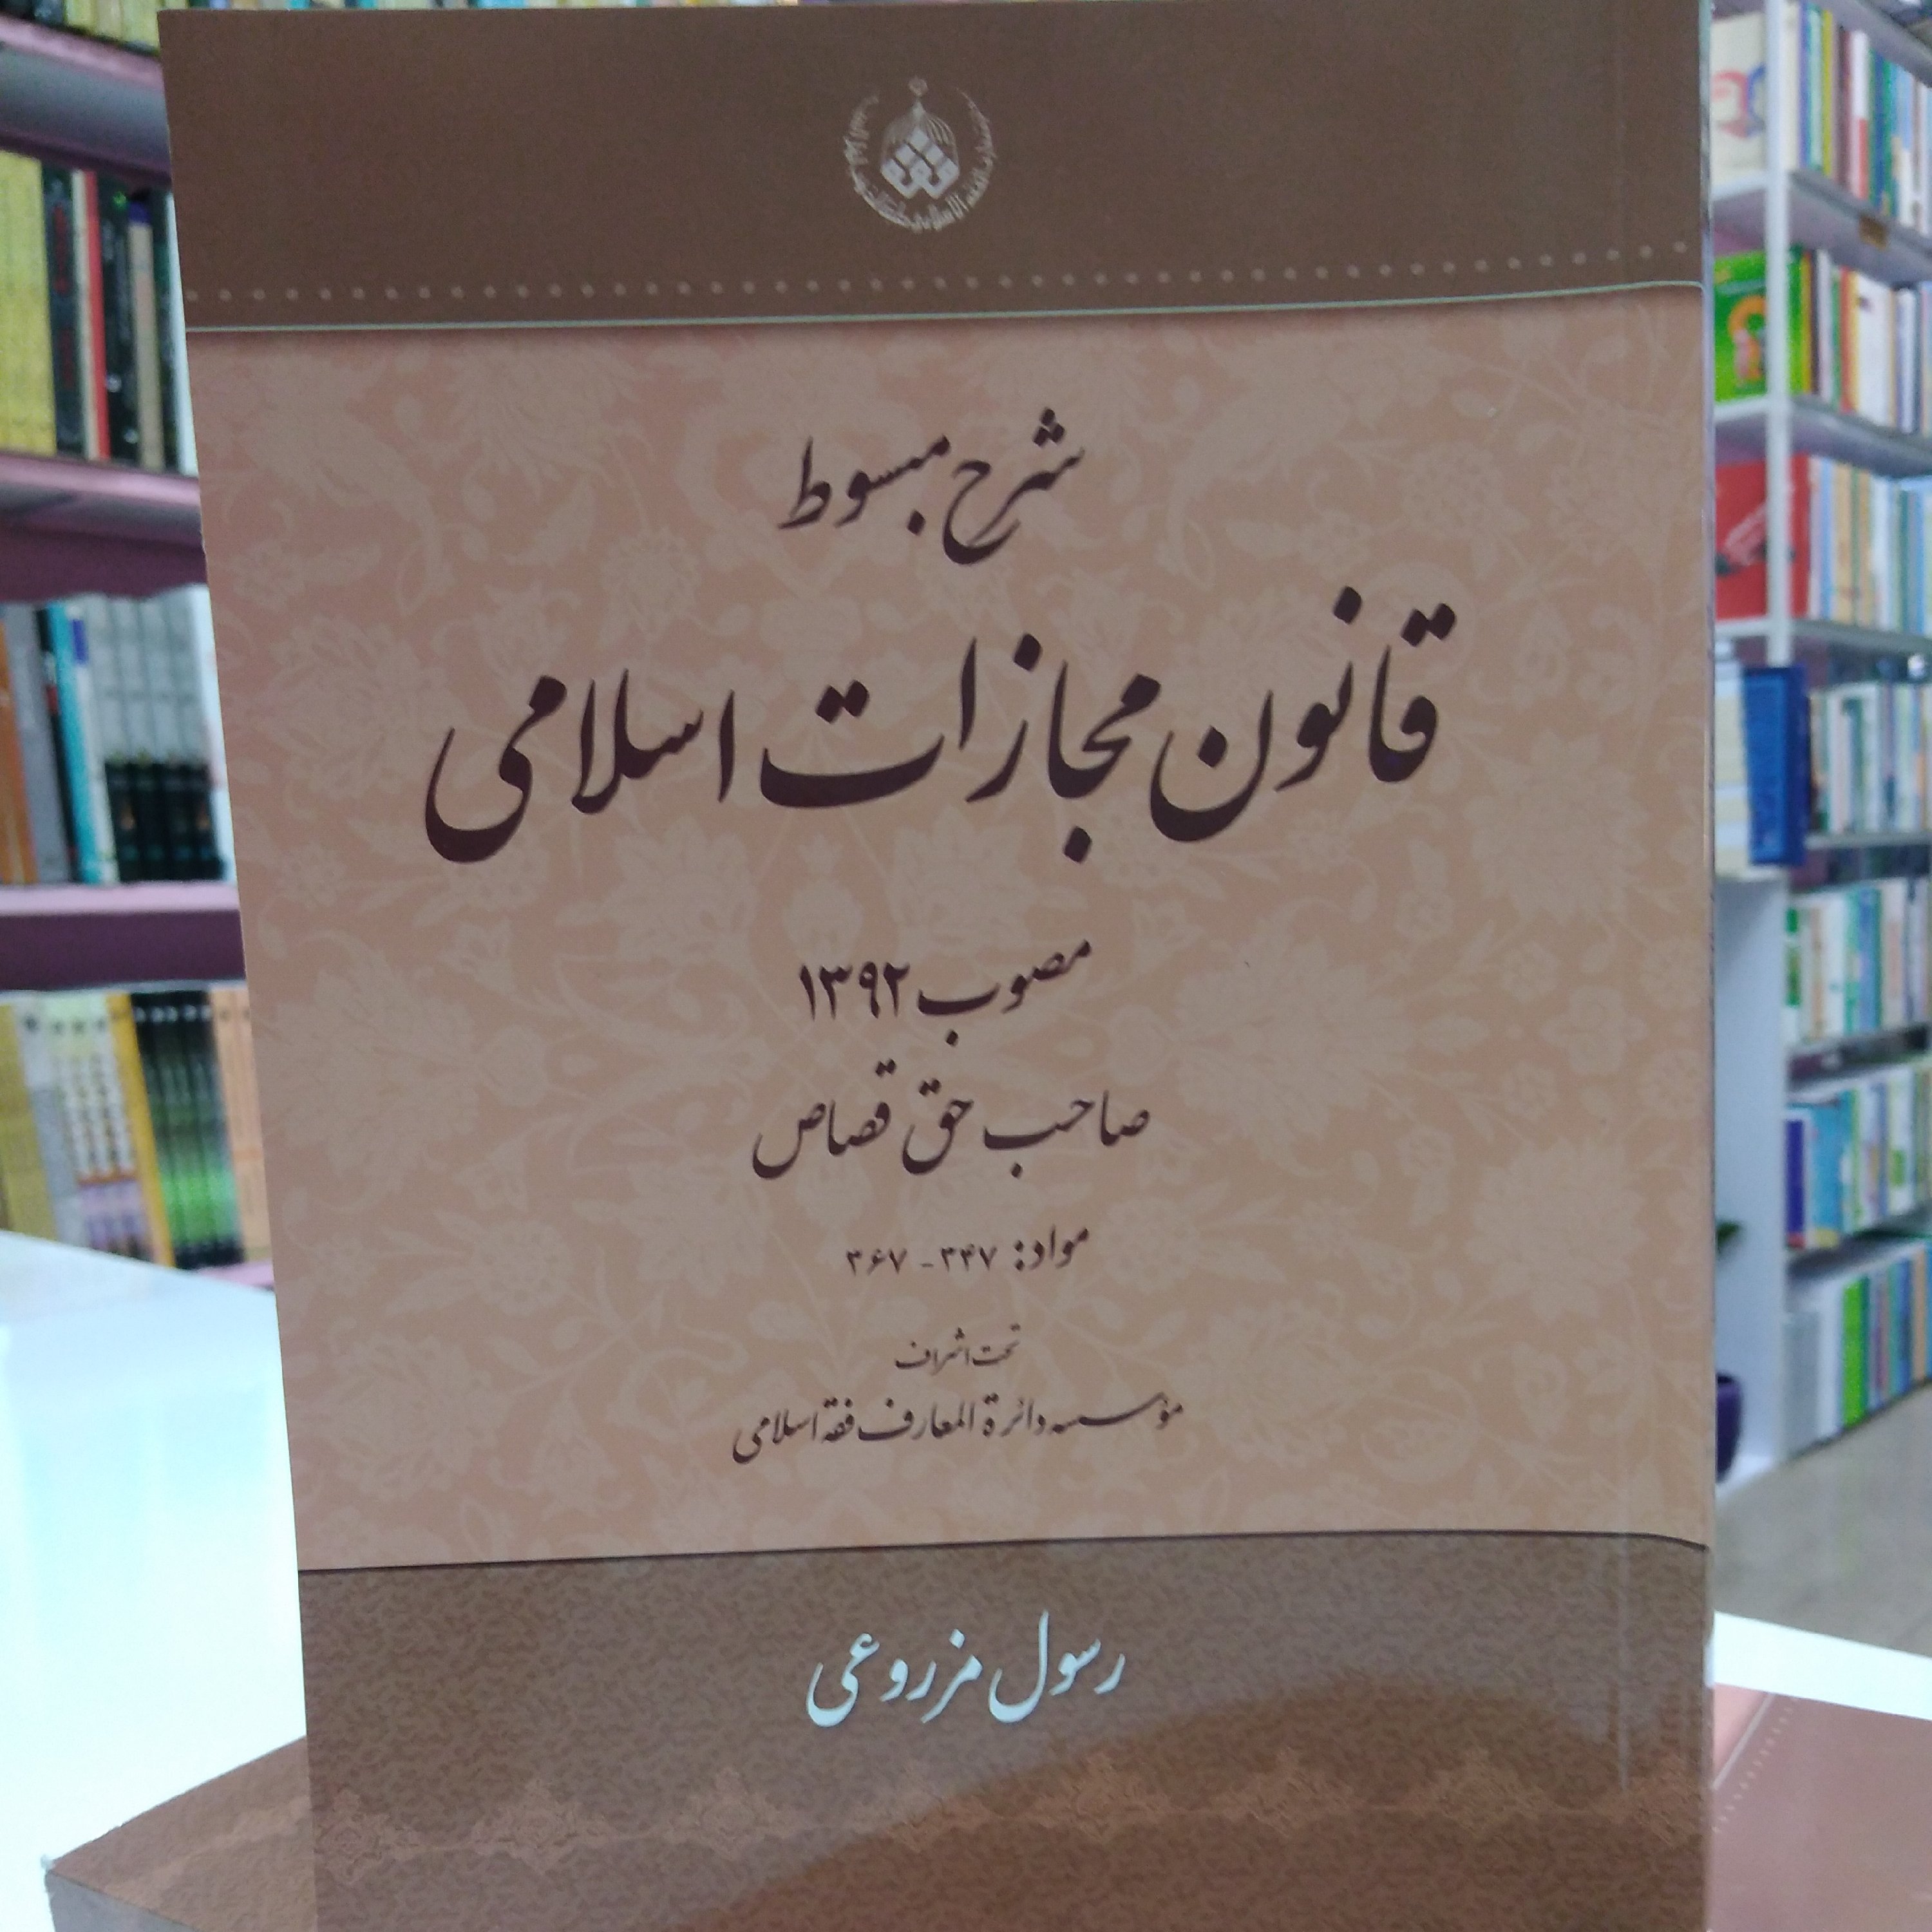 شرح مبسوط
قانون مجازات اسلامی
مصوب ۱۳۹۲
صاحب حق قصاص
مواد: ۳۴۷ - ۳۶۷
تحت اشراف
مؤسسه دائرة المعارف فقه اسلامی
رسول مزروعی